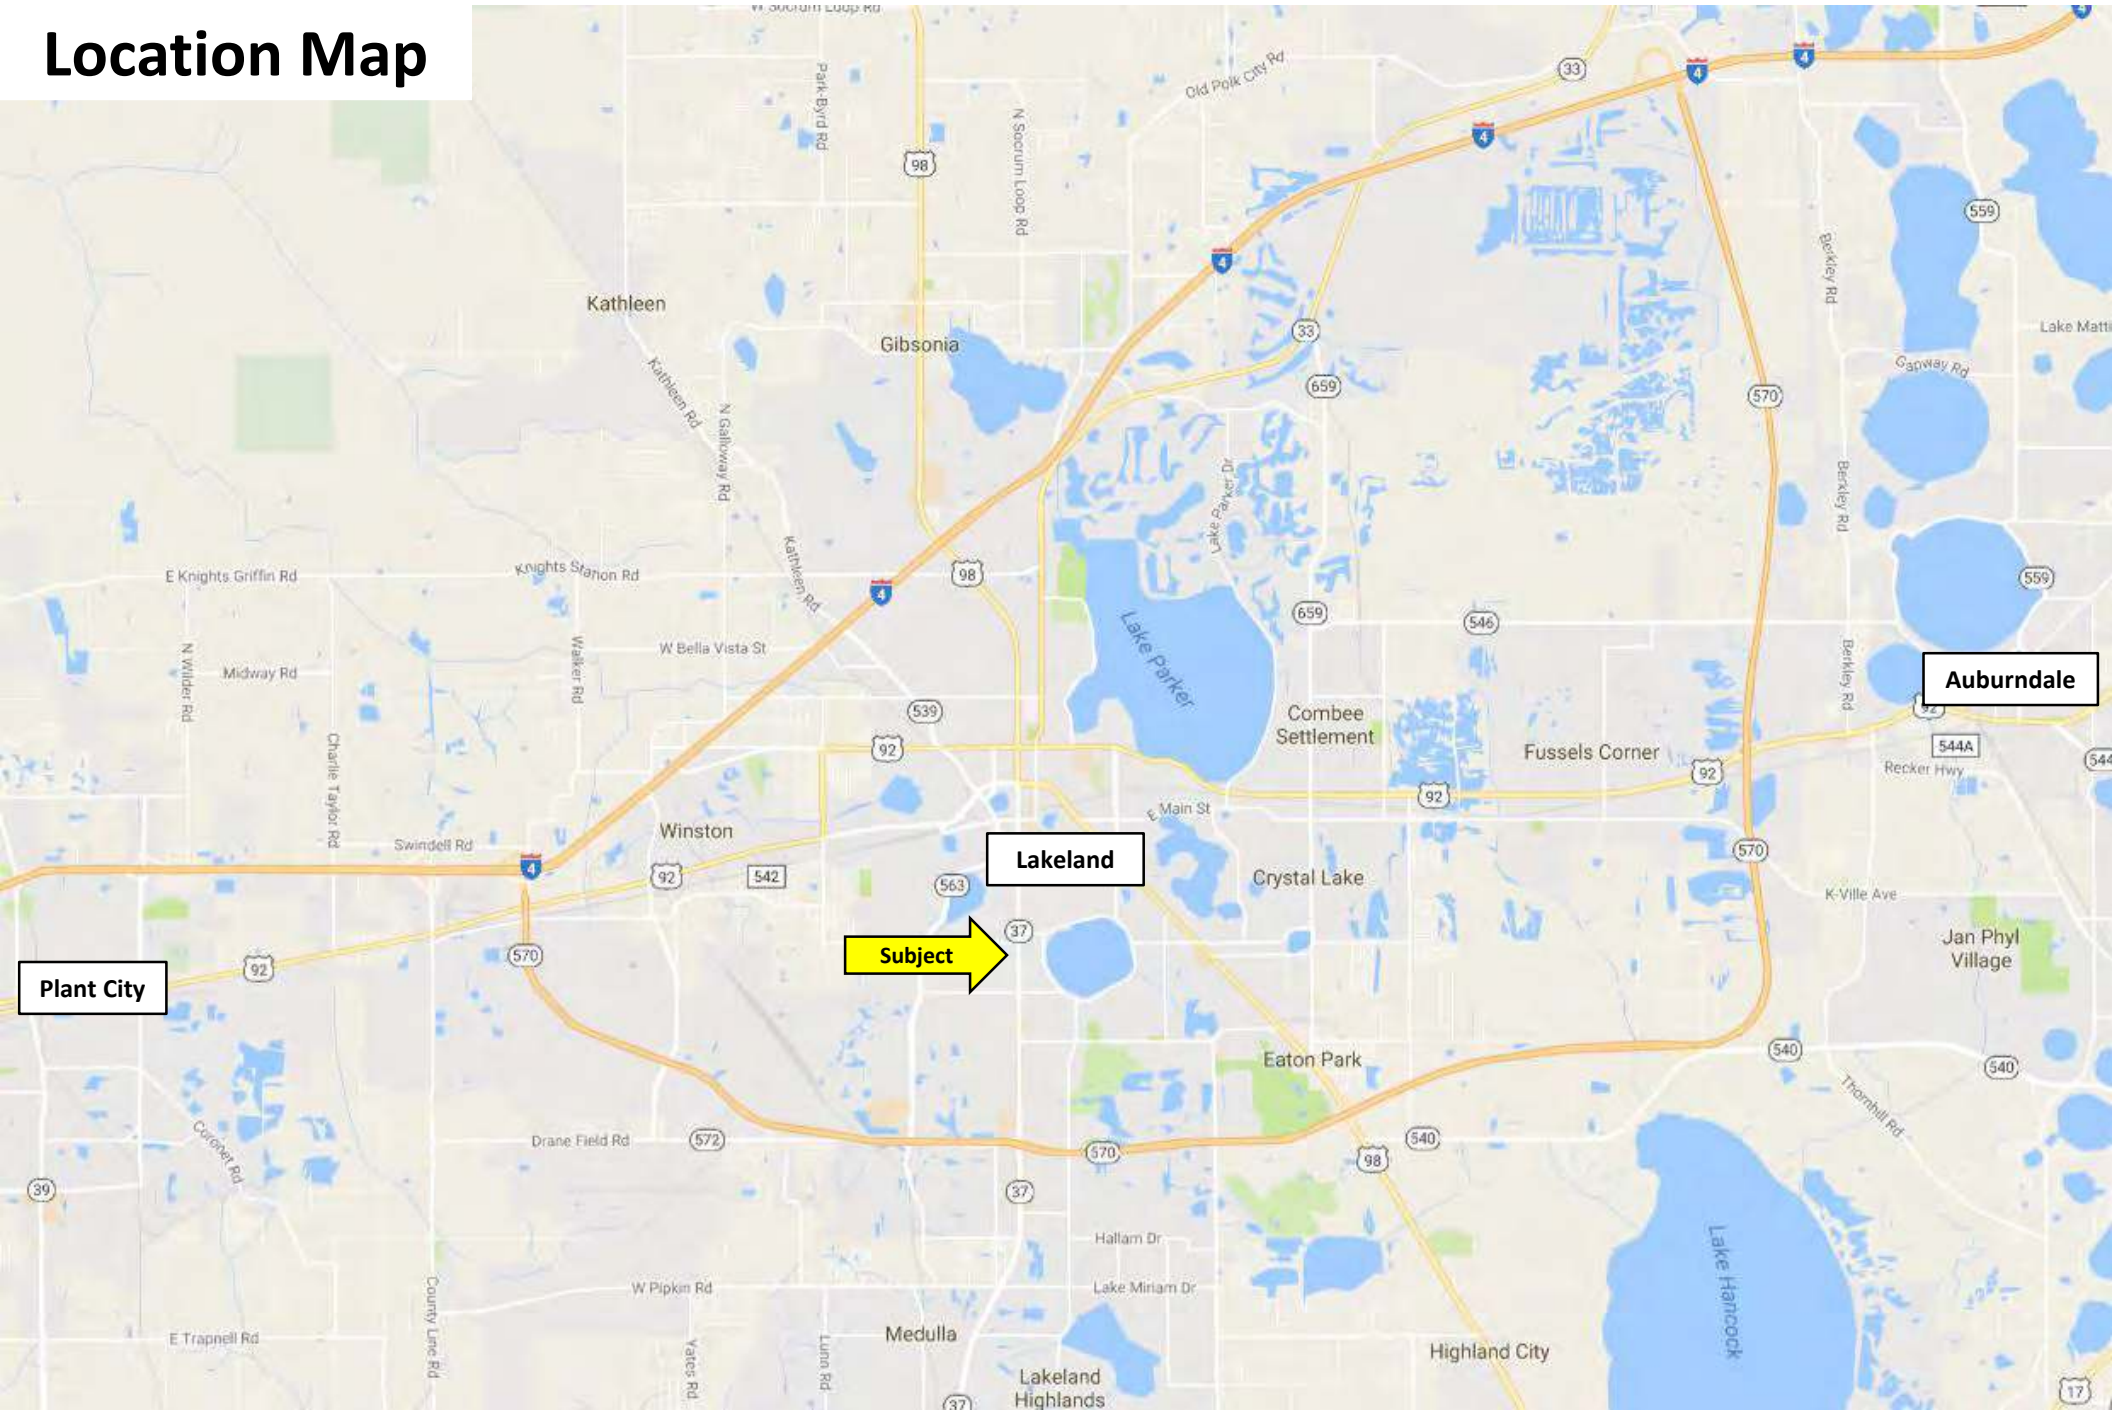 Location Map
W Socrum Loop Rd
4
33
4
4
Old Polk City Rd
Park-Byrd Rd
98
N Socrum Loop Rd
4
559
4
Berkley Rd
Kathleen
Gibsonia
33
Lake Matti
Gapway Rd
659
570
Kathleen Rd
N Galloway Rd
Lake Parker Dr
Berkley Rd
E Knights Griffin Rd
Knights Station Rd
Kathleen Rd
98
4
559
659
546
Lake Parker
N Wilder Rd
Midway Rd
Walker Rd
W Bella Vista St
Berkley Rd
Auburndale
92
539
Combee
Settlement
Charlie Taylor Rd
92
Fussels Corner
544A
544
92
Recker Hwy
92
E Main St
Winston
Swindell Rd
4
92
542
Lakeland
563
Crystal Lake
570
K-Ville Ave
37
Subject
Jan Phyl
Village
570
92
Plant City
Eaton Park
540
540
Thornhill Rd
Coronet Rd
Drane Field Rd
572
570
540
98
39
37
Hallam Dr
Lake Hancock
County Line Rd
W Pipkin Rd
Lake Miriam Dr
E Trapnell Rd
Yates Rd
Lunn Rd
Medulla
Highland City
Lakeland
Highlands
37
17